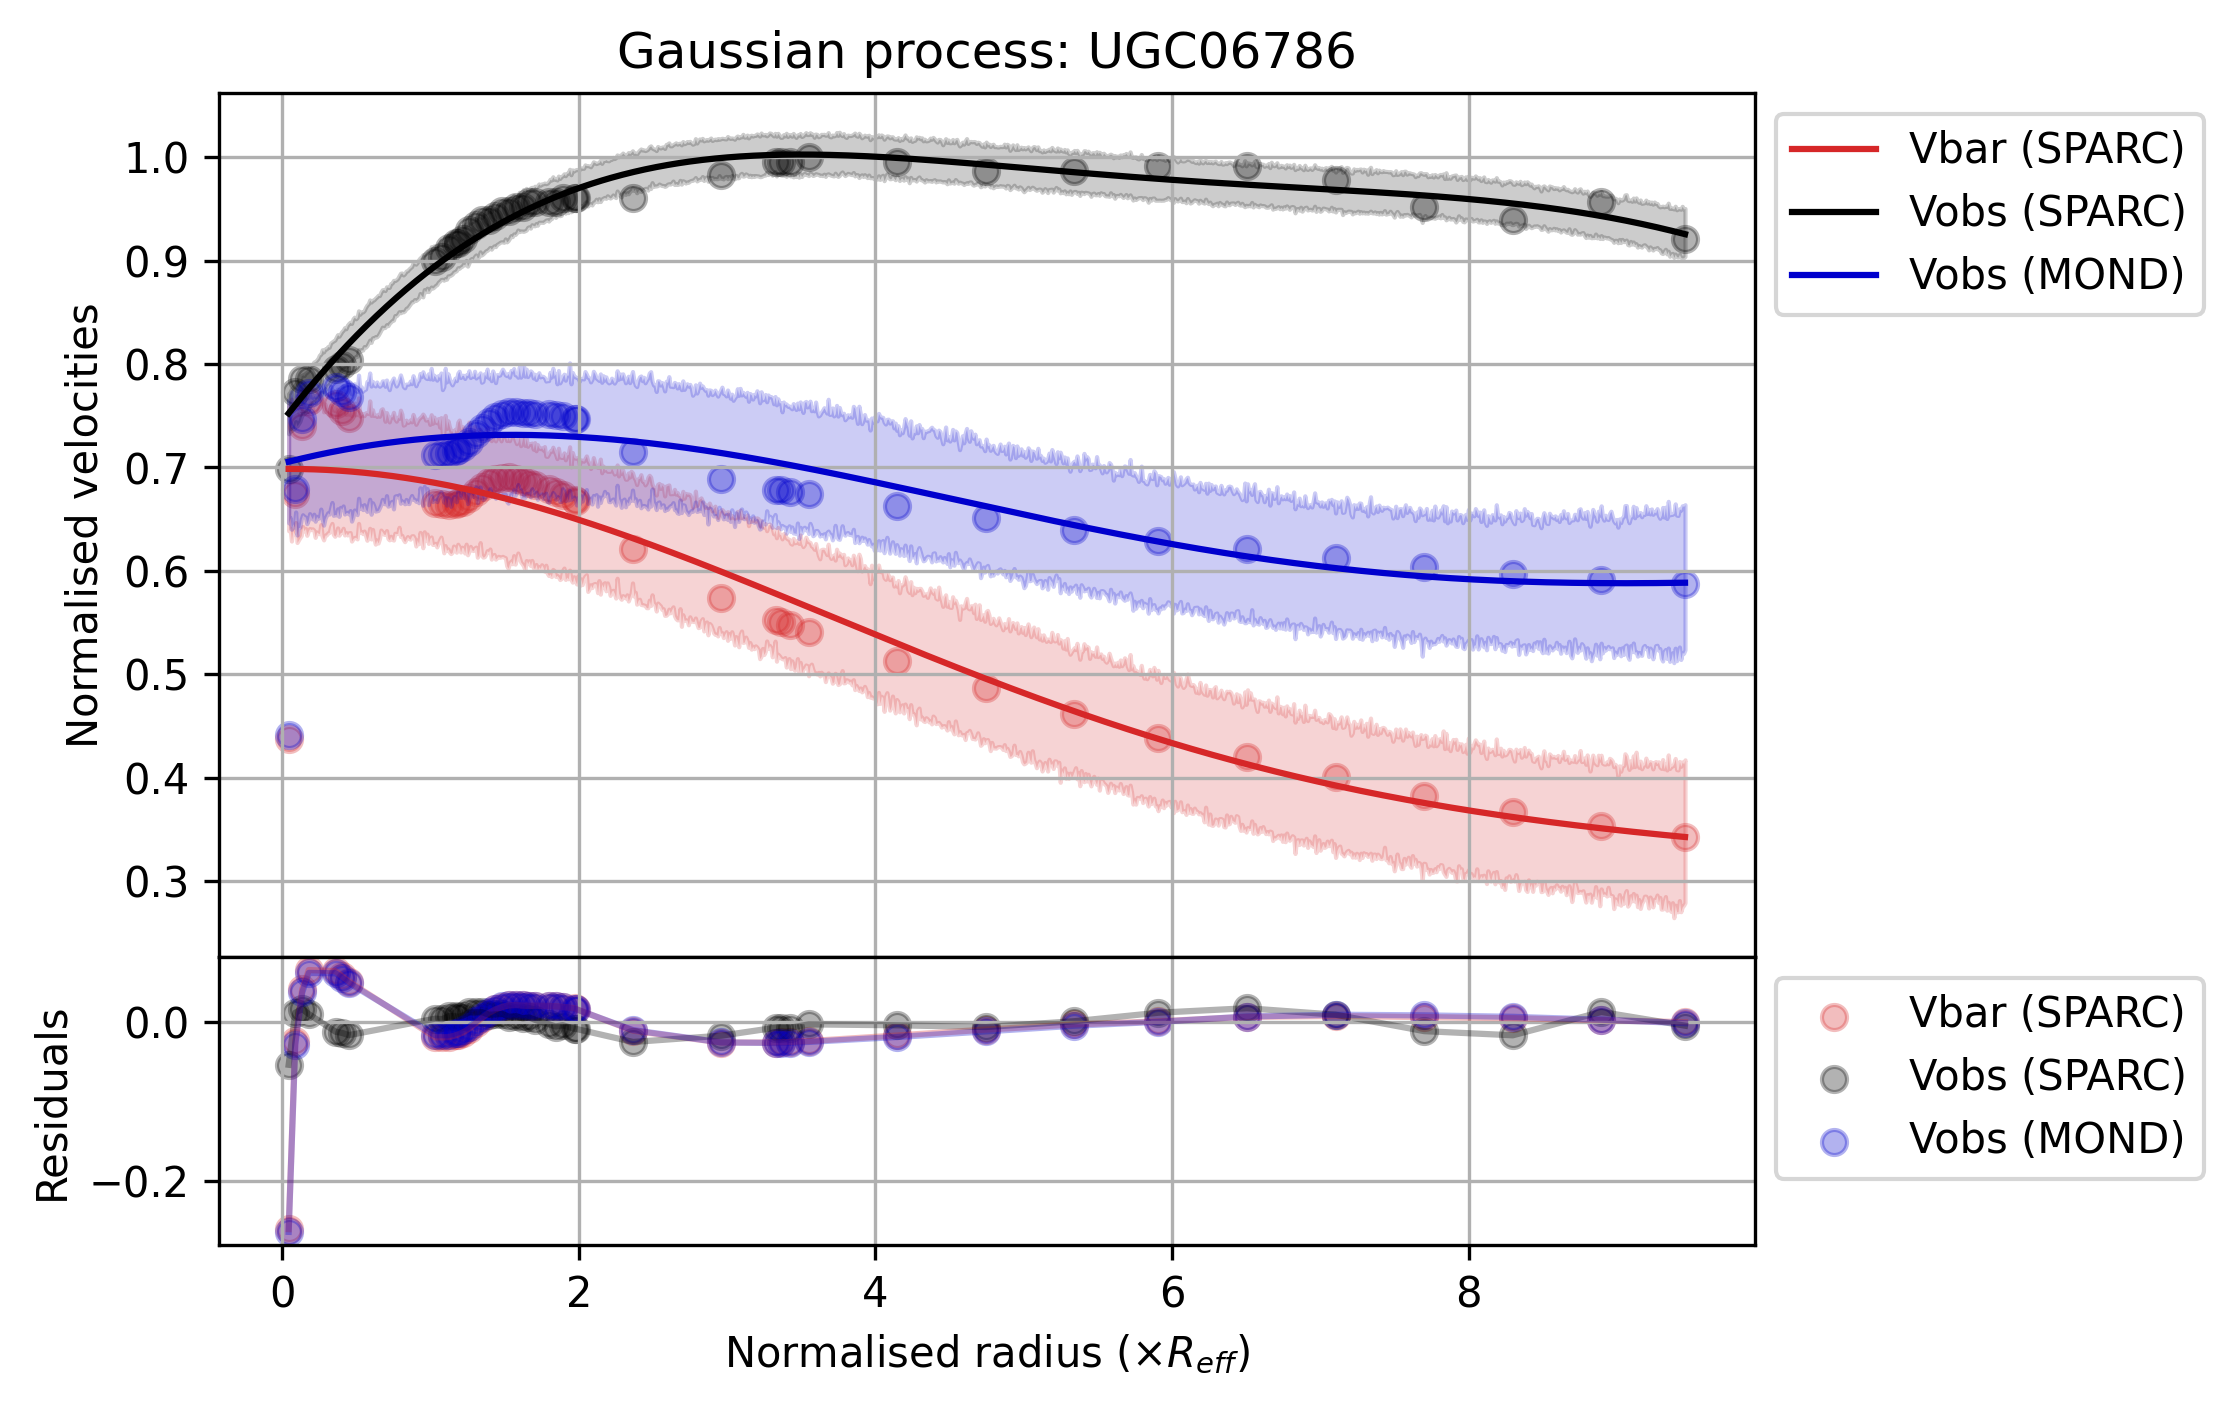 Gaussian process: UGC06786
Normalised velocities
1.0
0.9
0.8
0.7
0.6
0.5
0.4
0.3
Vbar (SPARC)
Vobs (SPARC)
Vobs (MOND)
Residuals
0.0
−0.2
Vbar (SPARC)
Vobs (SPARC)
Vobs (MOND)
0 2 4 6 8
Normalised radius (×R_eff)